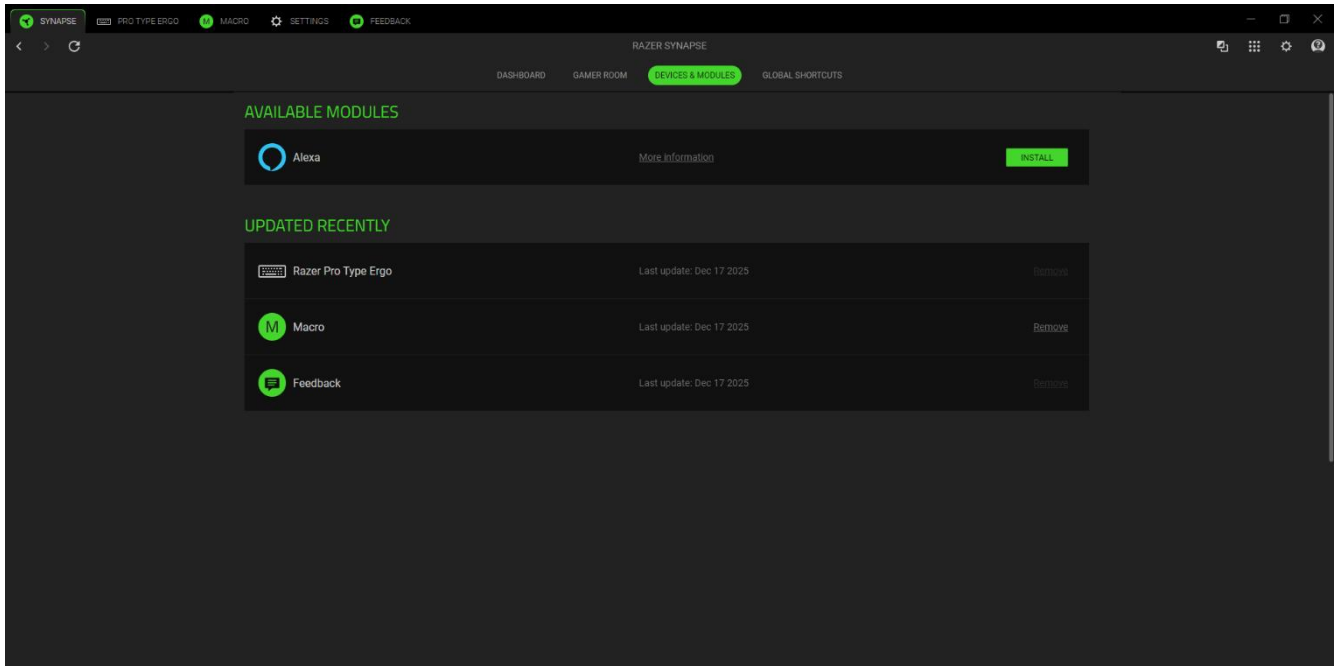 SYNAPSE PRO TYPE ERGO M MACRO SETTINGS FEEDBACK
RAZER SYNAPSE
DASHBOARD GAMER ROOM DEVICES & MODULES GLOBAL SHORTCUTS
AVAILABLE MODULES
Alexa More information INSTALL
UPDATED RECENTLY
Razer Pro Type Ergo Last update: Dec 17 2025 Remove
M Macro Last update: Dec 17 2025 Remove
Feedback Last update: Dec 17 2025 Remove